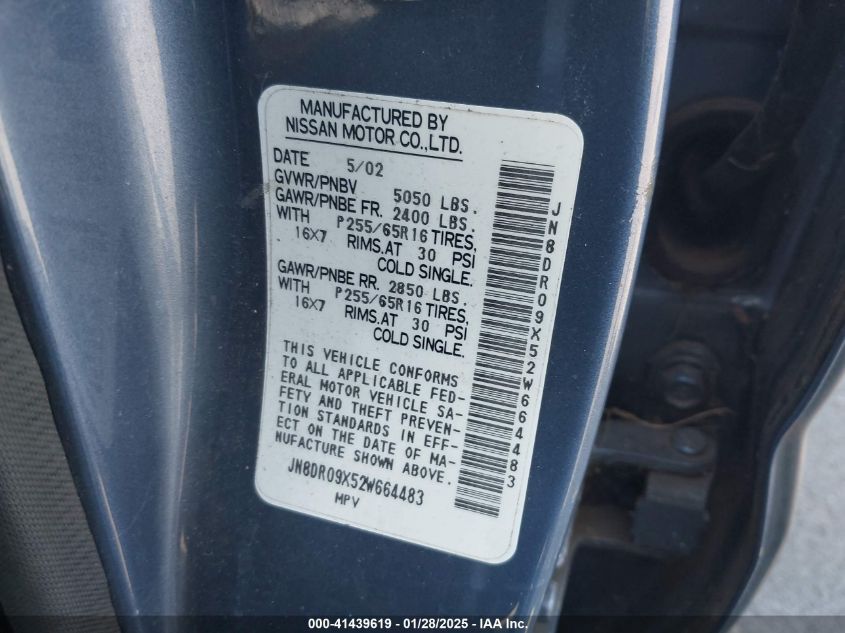 MANUFACTURED BY
NISSAN MOTOR CO.,LTD.
DATE 5/02
GVWR/PNBV 5050 LBS.
GAWR/PNBE FR. 2400 LBS.
WITH P255/65R16 TIRES,
16X7 RIMS.AT 30 PSI
COLD SINGLE.
GAWR/PNBE RR. 2850 LBS.
WITH P255/65R16 TIRES,
16X7 RIMS.AT 30 PSI
COLD SINGLE.
THIS VEHICLE CONFORMS
TO ALL APPLICABLE FED-
ERAL MOTOR VEHICLE SA-
FETY AND THEFT PREVEN-
TION STANDARDS IN EFF-
ECT ON THE DATE OF MA-
NUFACTURE SHOWN ABOVE.
JN8DR09X52W664483
MPV
JN8DR09X52W664483
000-41439619 - 01/28/2025 - IAA Inc.